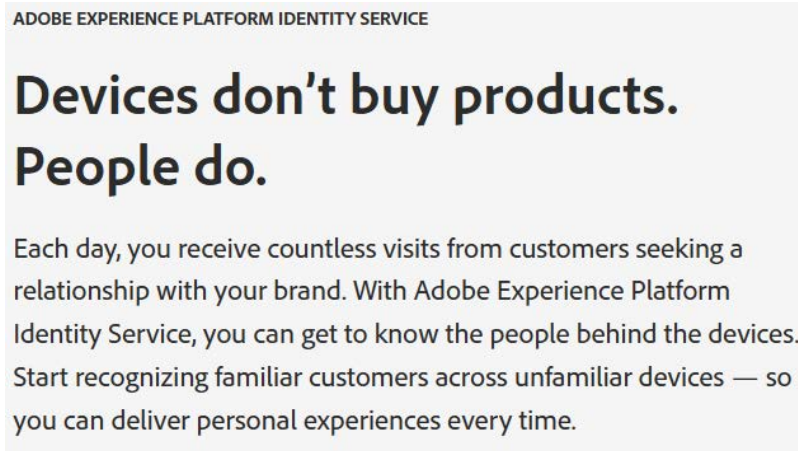 ADOBE EXPERIENCE PLATFORM IDENTITY SERVICE
Devices don’t buy products.
People do.
Each day, you receive countless visits from customers seeking a
relationship with your brand. With Adobe Experience Platform
Identity Service, you can get to know the people behind the devices.
Start recognizing familiar customers across unfamiliar devices — so
you can deliver personal experiences every time.